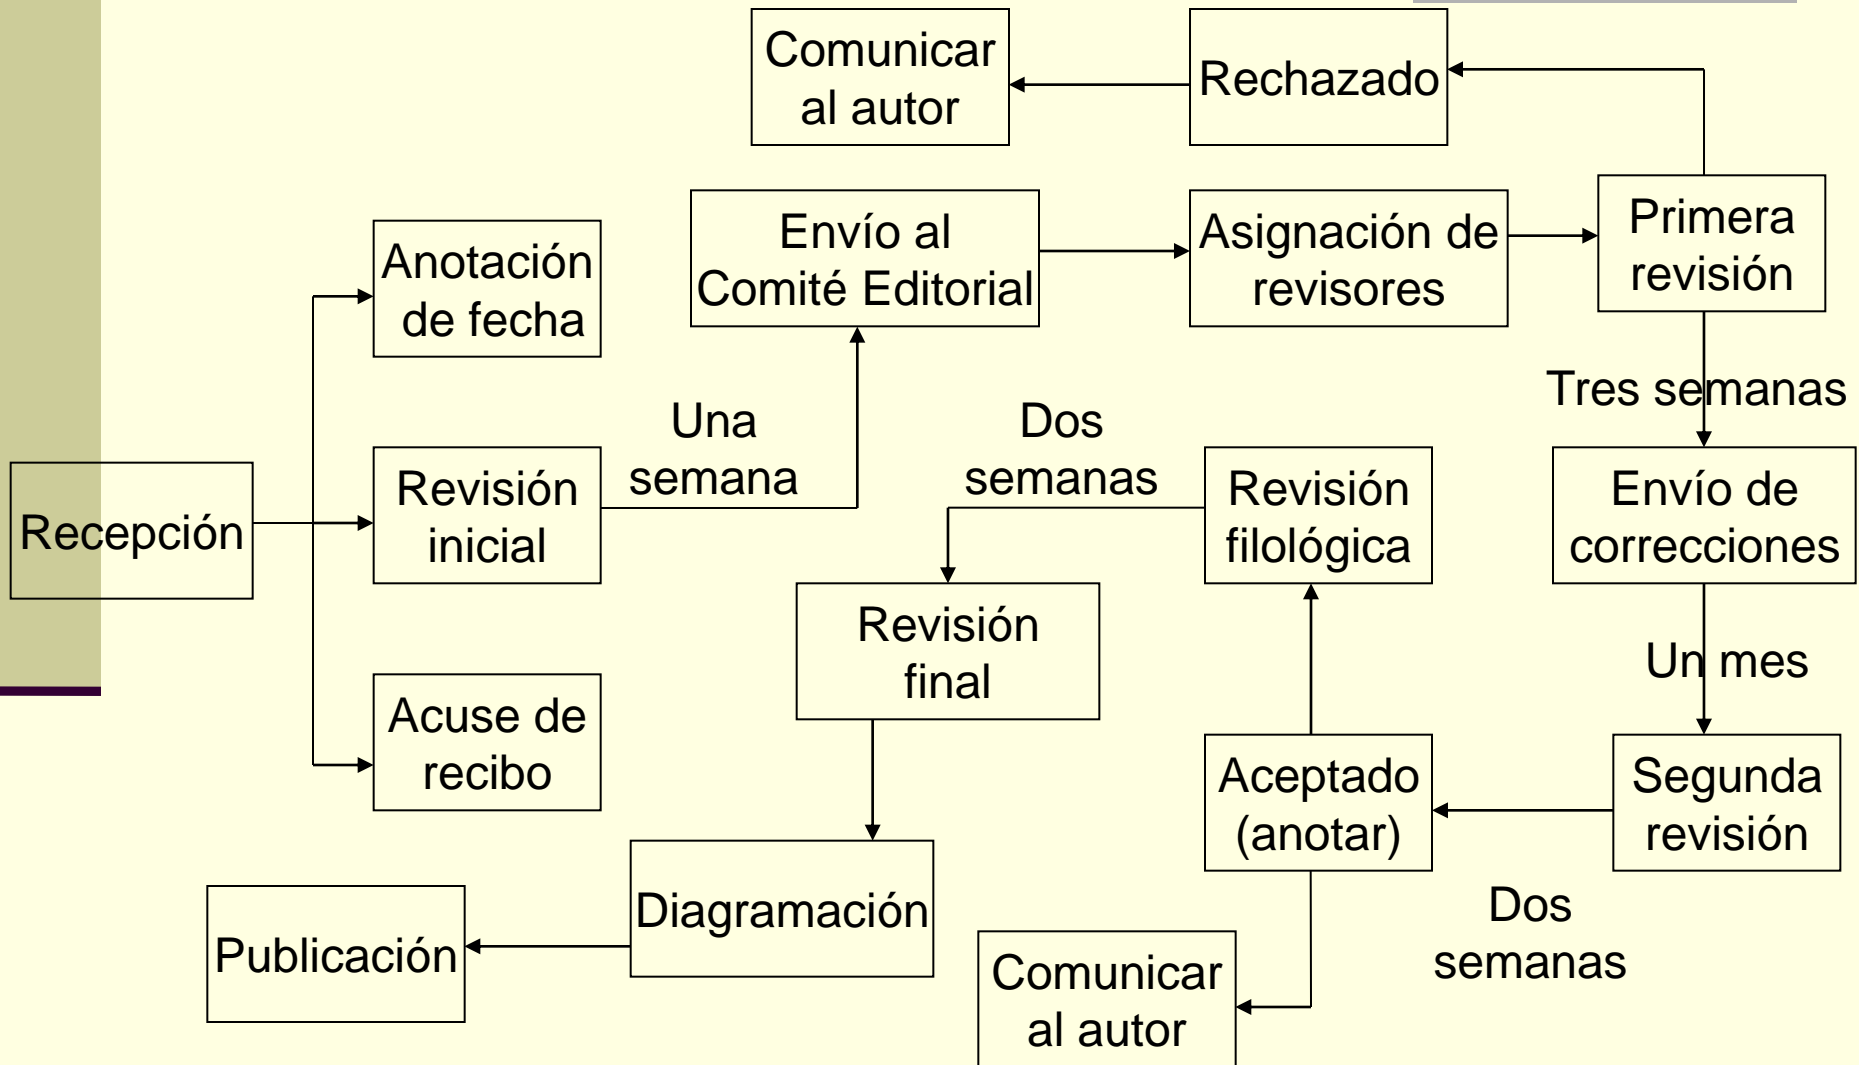 Comunicar
al autor
Rechazado
Envío al
Comité Editorial
Asignación de
revisores
Primera
revisión
Anotación
de fecha
Tres semanas
Una
semana
Dos
semanas
Recepción
Revisión
inicial
Revisión
filológica
Envío de
correcciones
Revisión
final
Un mes
Acuse de
recibo
Aceptado
(anotar)
Segunda
revisión
Diagramación
Dos
semanas
Publicación
Comunicar
al autor